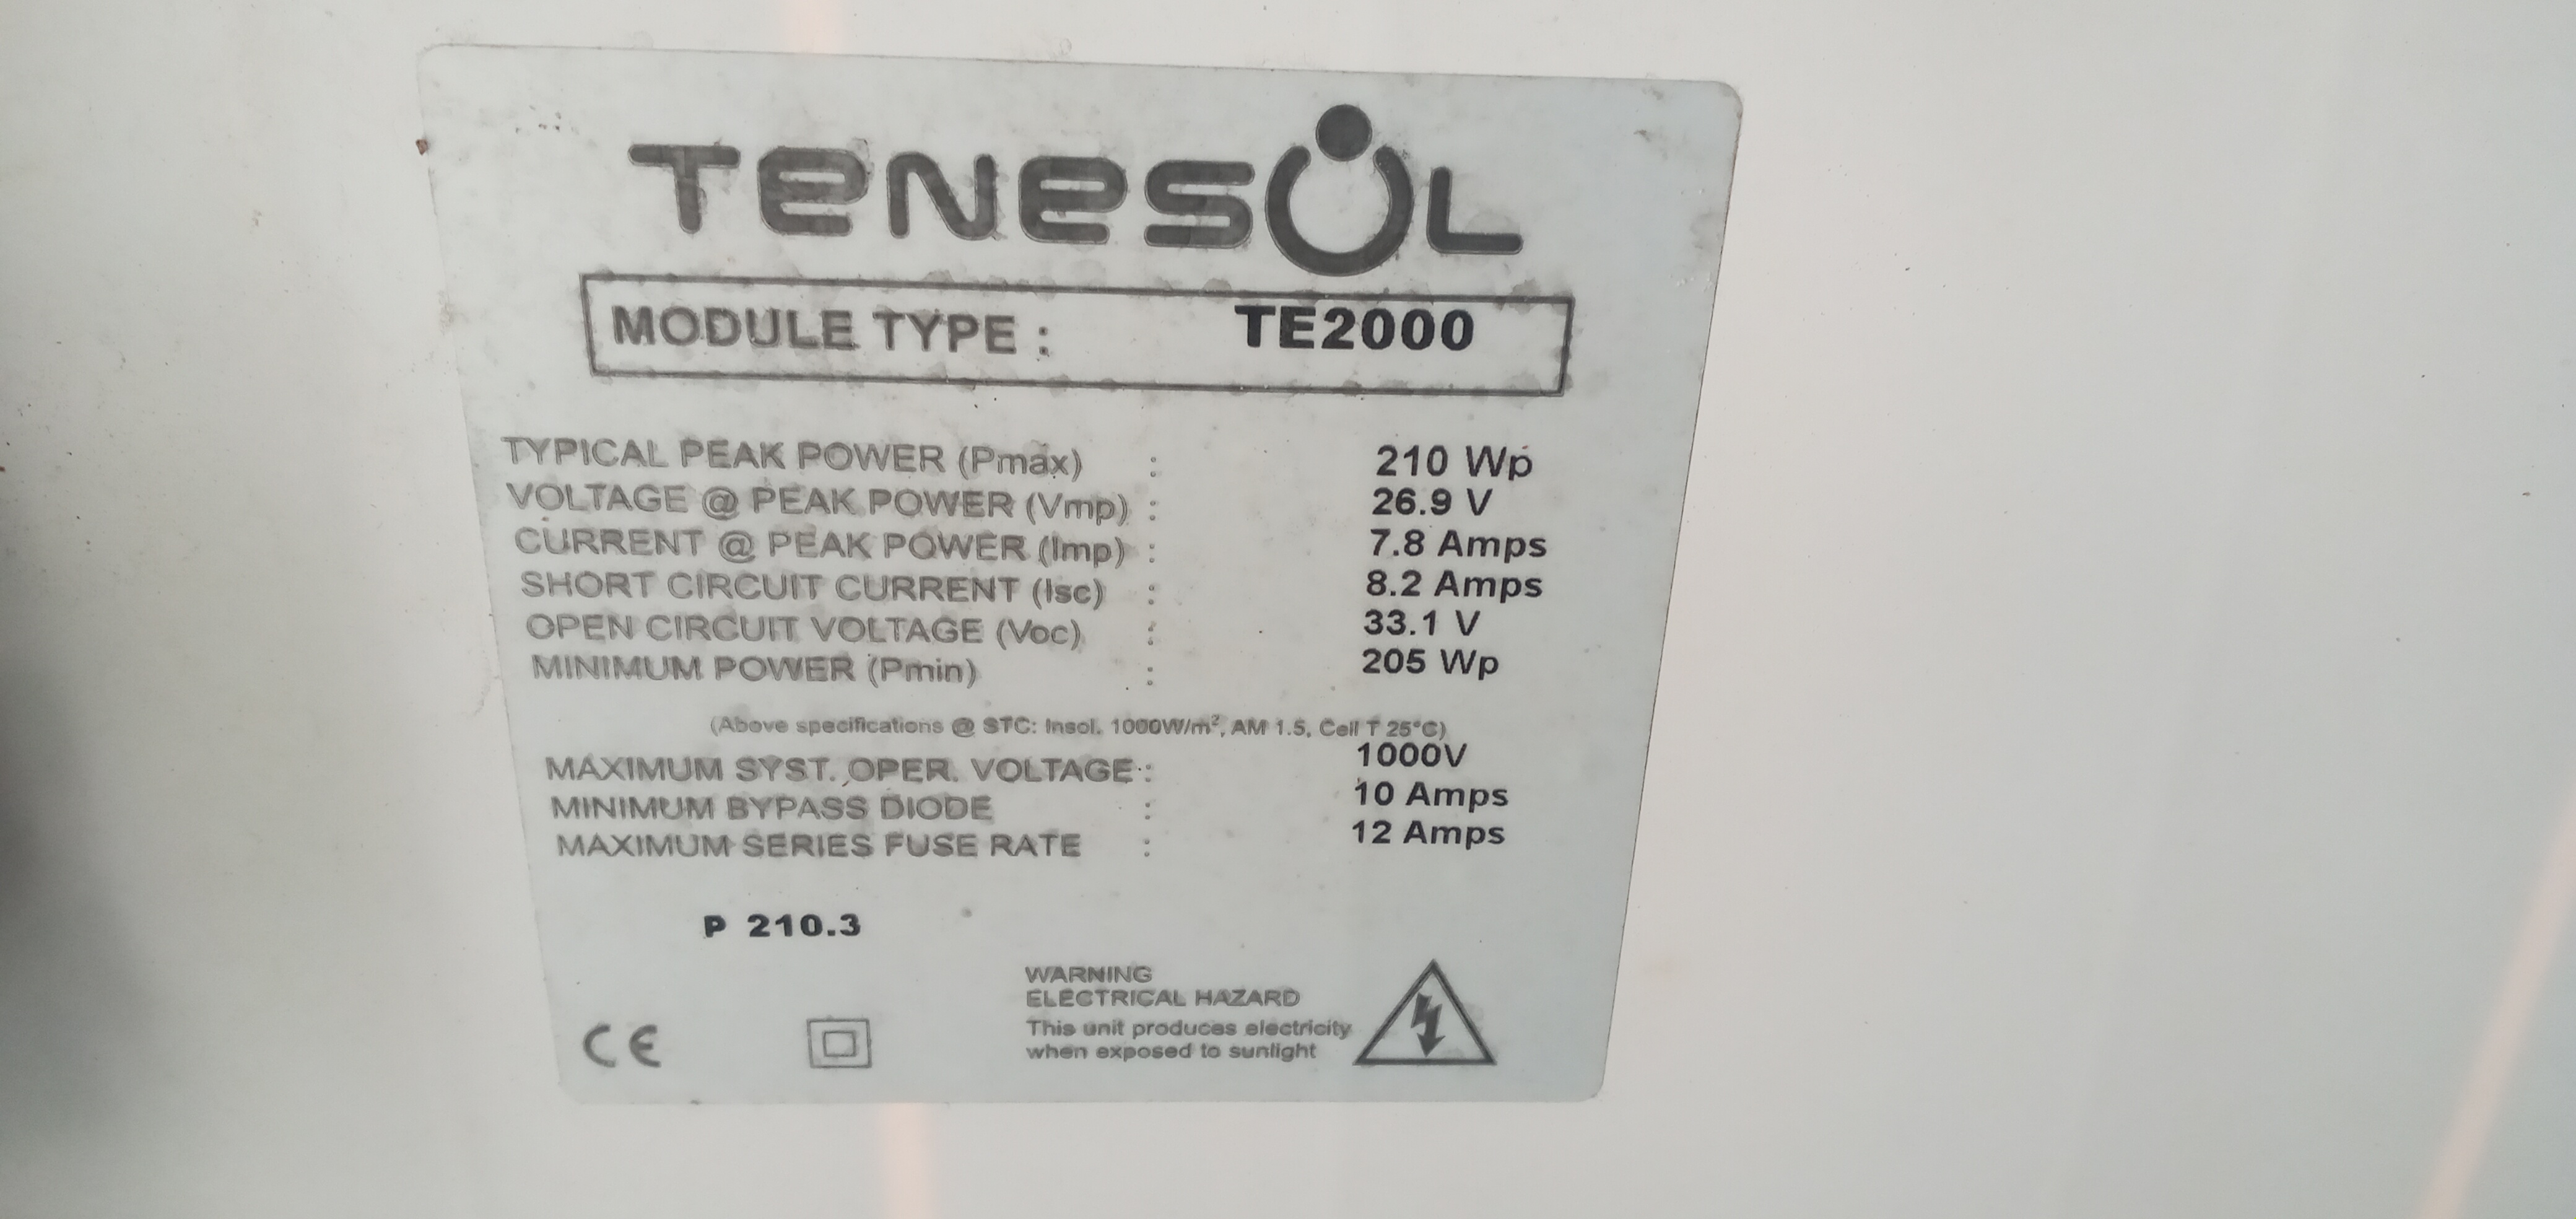 TENESOL
MODULE TYPE : TE2000
TYPICAL PEAK POWER (Pmax) : 210 Wp
VOLTAGE @ PEAK POWER (Vmp) : 26.9 V
CURRENT @ PEAK POWER (Imp) : 7.8 Amps
SHORT CIRCUIT CURRENT (Isc) : 8.2 Amps
OPEN CIRCUIT VOLTAGE (Voc) : 33.1 V
MINIMUM POWER (Pmin) : 205 Wp
(Above specifications @ STC: Insol. 1000W/m², AM 1.5, Cell T 25°C)
MAXIMUM SYST. OPER. VOLTAGE : 1000V
MINIMUM BYPASS DIODE : 10 Amps
MAXIMUM SERIES FUSE RATE : 12 Amps
P 210.3
WARNING
ELECTRICAL HAZARD
This unit produces electricity
when exposed to sunlight
CE